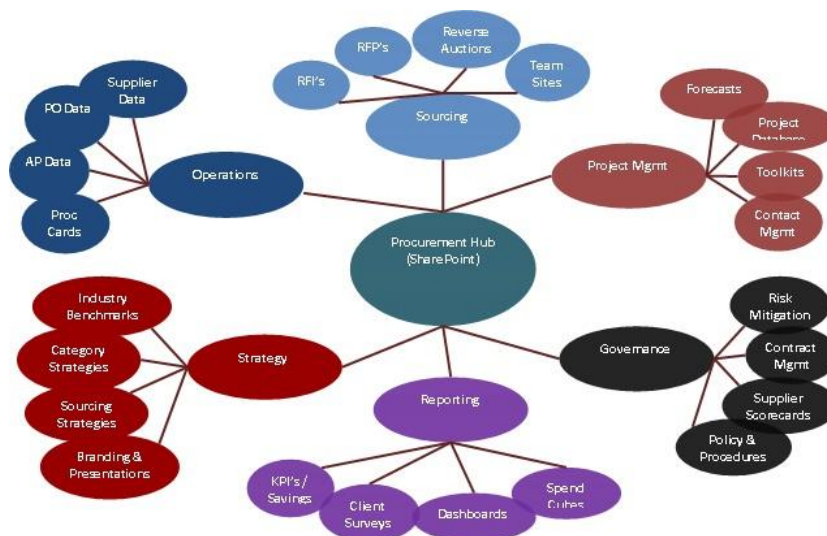 Reverse
Auctions
RFP's
RFI's
Team
Sites
Sourcing
Supplier
Data
PO Data
AP Data
Proc
Cards
Operations
Forecasts
Project
Database
Toolkits
Contact
Mgmt
Project Mgmt
Procurement Hub
(SharePoint)
Industry
Benchmarks
Category
Strategies
Sourcing
Strategies
Branding &
Presentations
Strategy
Risk
Mitigation
Contract
Mgmt
Supplier
Scorecards
Policy &
Procedures
Governance
Reporting
KPI's /
Savings
Client
Surveys
Dashboards
Spend
Cubes